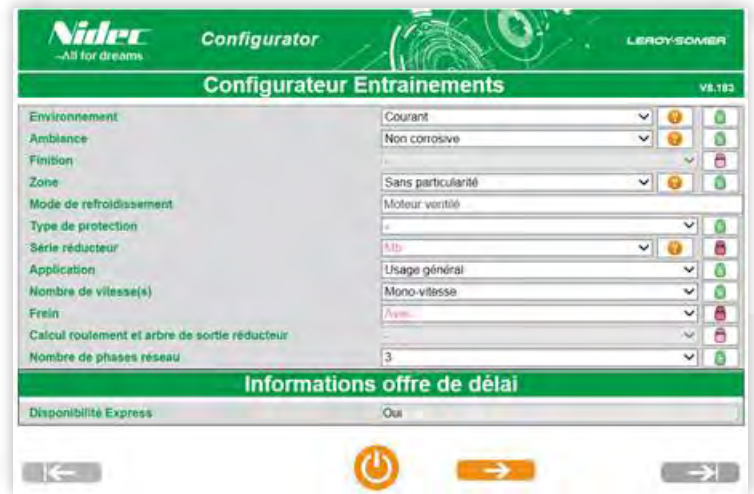 Nidec
—All for dreams
Configurator
LEROY-SOMER
Configurateur Entrainements
V8.183
Environnement Courant
Ambiance Non corrosive
Finition -
Zone Sans particularité
Mode de refroidissement Moteur ventilé
Type de protection -
Série réducteur Mb
Application Usage général
Nombre de vitesse(s) Mono-vitesse
Frein Avec
Calcul roulement et arbre de sortie réducteur -
Nombre de phases réseau 3
Informations offre de délai
Disponibilité Express Oui